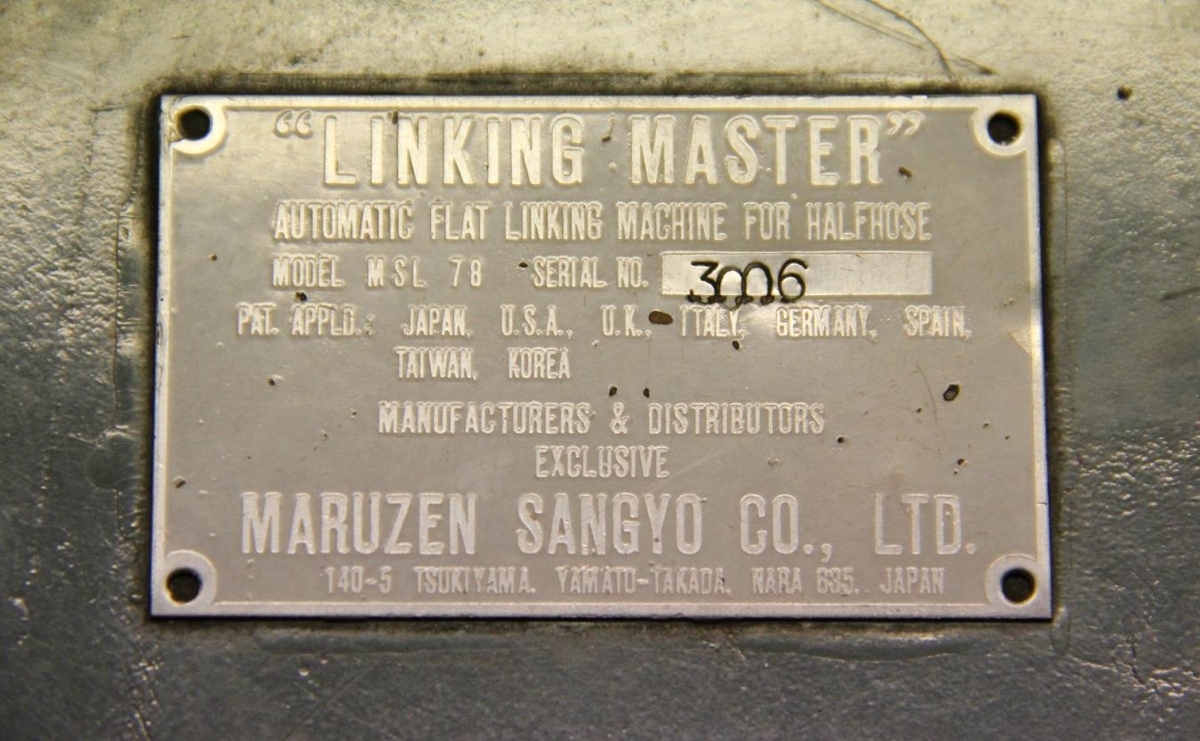 “LINKING MASTER”
AUTOMATIC FLAT LINKING MACHINE FOR HALFHOSE
MODEL MSL 78 SERIAL NO. 3006
PAT. APPLD.: JAPAN, U.S.A., U.K., ITALY, GERMANY, SPAIN,
TAIWAN, KOREA
MANUFACTURERS & DISTRIBUTORS
EXCLUSIVE
MARUZEN SANGYO CO., LTD.
140-5 TSUKIYAMA, YAMATO-TAKADA, NARA 635, JAPAN